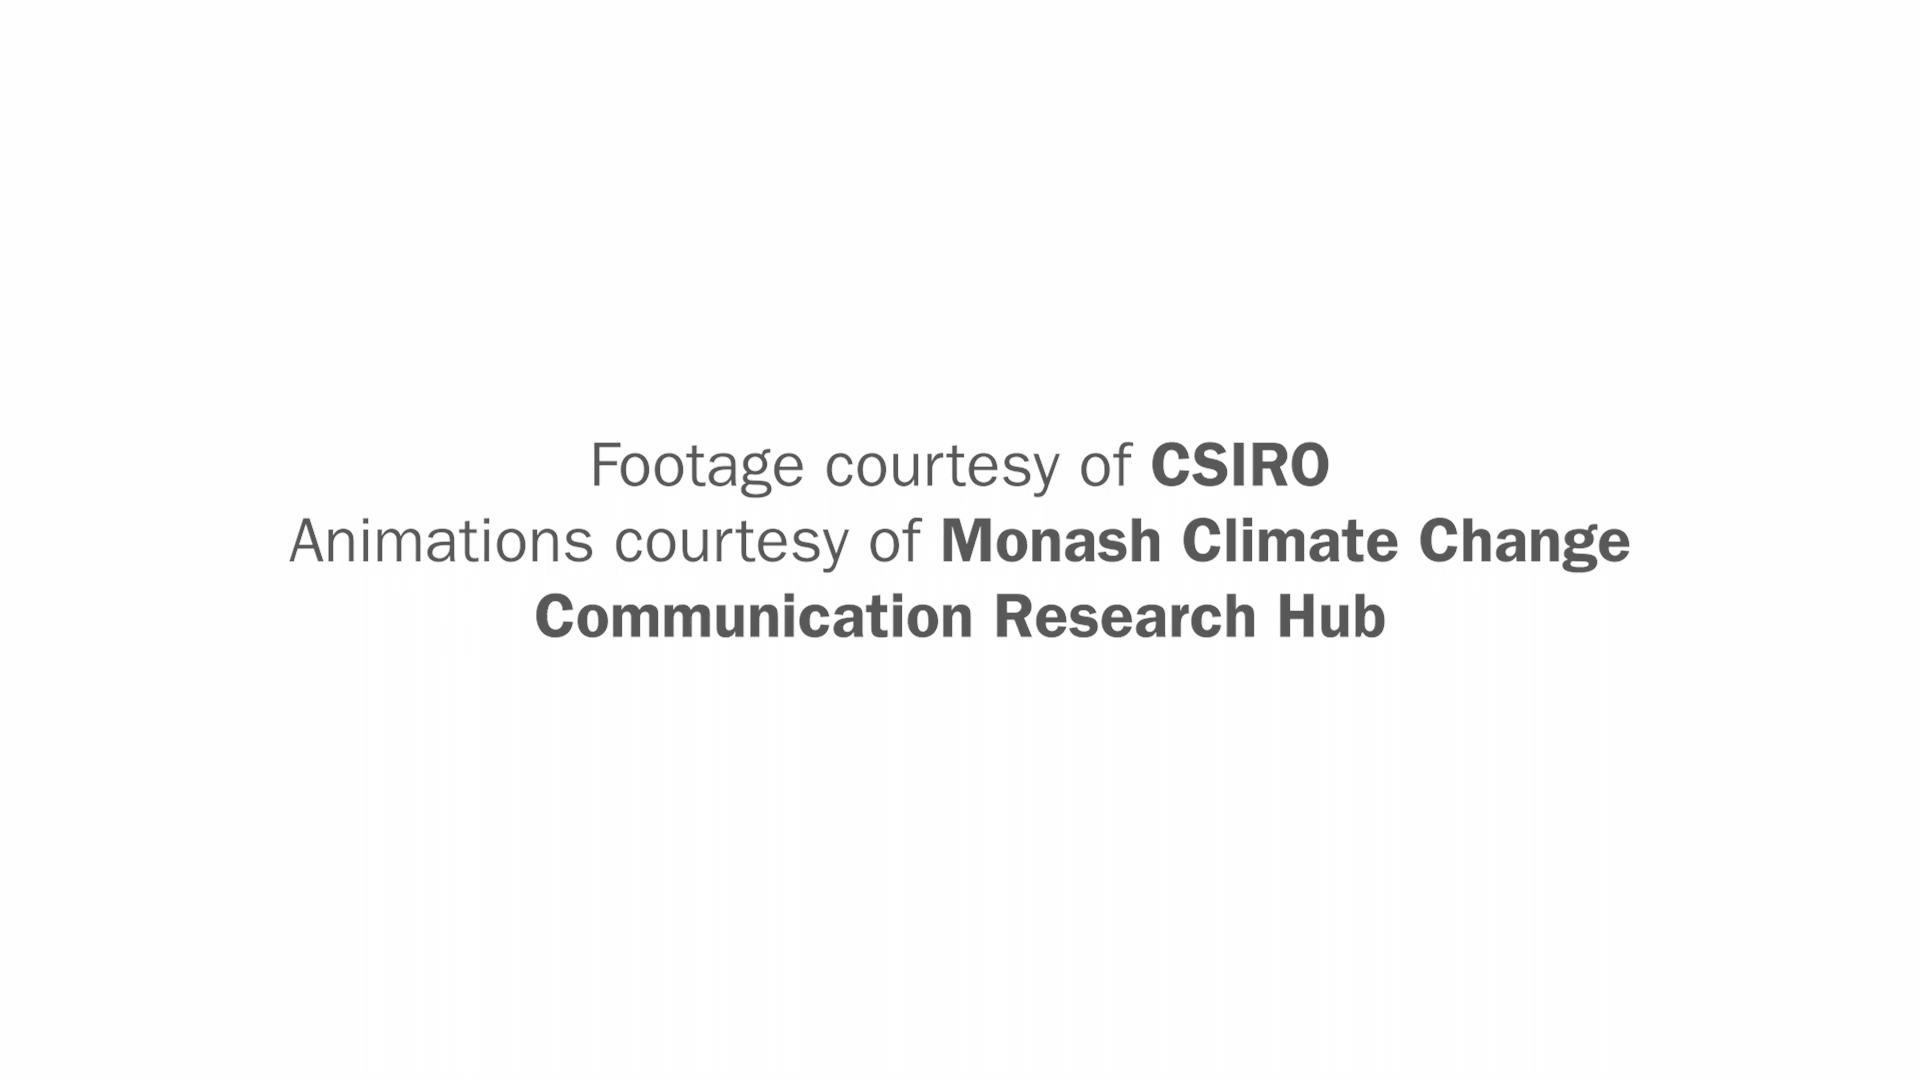 Footage courtesy of CSIRO
Animations courtesy of Monash Climate Change
Communication Research Hub